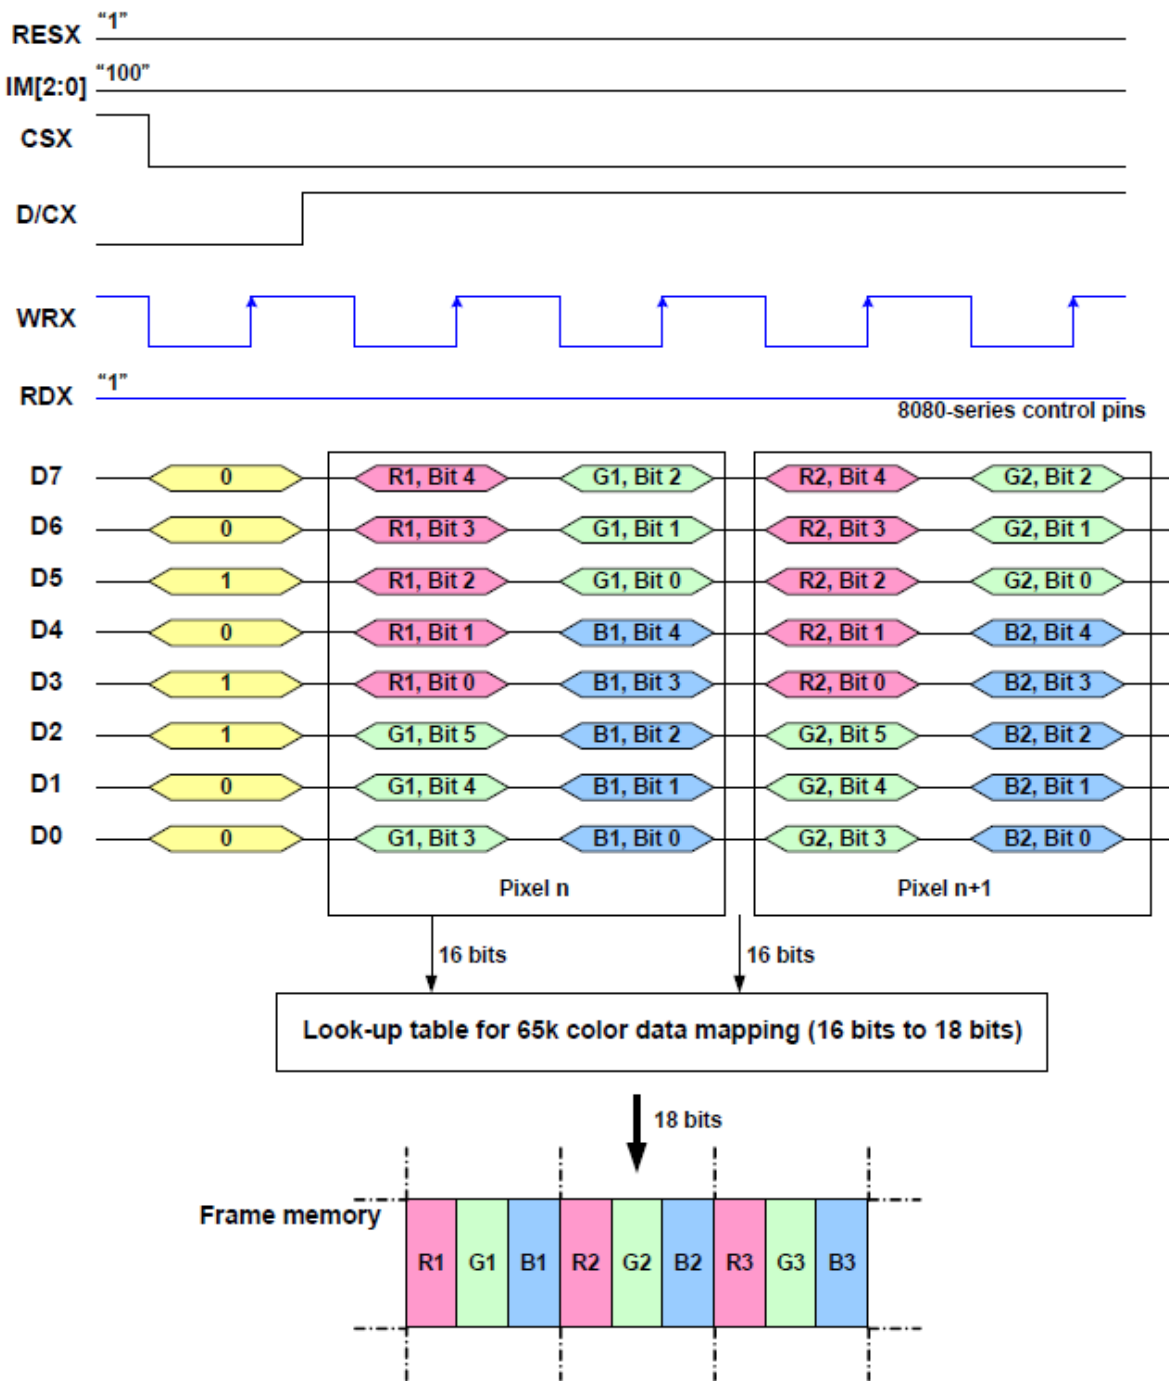 RESX "1"
IM[2:0] "100"
CSX
D/CX
WRX
RDX "1"
8080-series control pins
D7 0 R1, Bit 4 G1, Bit 2 R2, Bit 4 G2, Bit 2
D6 0 R1, Bit 3 G1, Bit 1 R2, Bit 3 G2, Bit 1
D5 1 R1, Bit 2 G1, Bit 0 R2, Bit 2 G2, Bit 0
D4 0 R1, Bit 1 B1, Bit 4 R2, Bit 1 B2, Bit 4
D3 1 R1, Bit 0 B1, Bit 3 R2, Bit 0 B2, Bit 3
D2 1 G1, Bit 5 B1, Bit 2 G2, Bit 5 B2, Bit 2
D1 0 G1, Bit 4 B1, Bit 1 G2, Bit 4 B2, Bit 1
D0 0 G1, Bit 3 B1, Bit 0 G2, Bit 3 B2, Bit 0
Pixel n Pixel n+1
16 bits 16 bits
Look-up table for 65k color data mapping (16 bits to 18 bits)
18 bits
Frame memory
R1 G1 B1 R2 G2 B2 R3 G3 B3